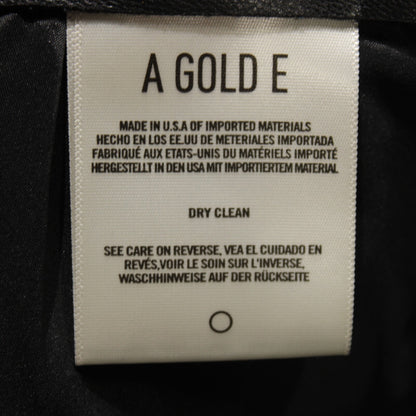 A GOLD E
MADE IN U.S.A OF IMPORTED MATERIALS
HECHO EN LOS EE.UU DE METERIALES IMPORTADA
FABRIQUÉ AUX ETATS-UNIS DU MATÉRIELS IMPORTÉ
HERGESTELLT IN DEN USA MIT IMPORTIERTEM MATERIAL
DRY CLEAN
SEE CARE ON REVERSE, VEA EL CUIDADO EN
REVÉS,VOIR LE SOIN SUR L'INVERSE,
WASCHHINWEISE AUF DER RÜCKSEITE